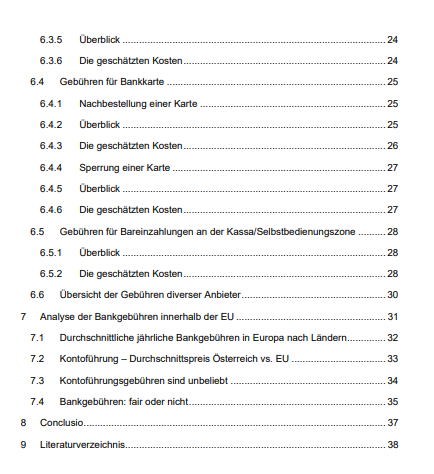 6.3.5 Überblick ........ 24
6.3.6 Die geschätzten Kosten ........ 24
6.4 Gebühren für Bankkarte ........ 25
6.4.1 Nachbestellung einer Karte ........ 25
6.4.2 Überblick ........ 25
6.4.3 Die geschätzten Kosten ........ 26
6.4.4 Sperrung einer Karte ........ 27
6.4.5 Überblick ........ 27
6.4.6 Die geschätzten Kosten ........ 27
6.5 Gebühren für Bareinzahlungen an der Kassa/Selbstbedienungszone ........ 28
6.5.1 Überblick ........ 28
6.5.2 Die geschätzten Kosten ........ 28
6.6 Übersicht der Gebühren diverser Anbieter ........ 30
7 Analyse der Bankgebühren innerhalb der EU ........ 31
7.1 Durchschnittliche jährliche Bankgebühren in Europa nach Ländern ........ 32
7.2 Kontoführung – Durchschnittspreis Österreich vs. EU ........ 33
7.3 Kontoführungsgebühren sind unbeliebt ........ 34
7.4 Bankgebühren: fair oder nicht ........ 35
8 Conclusio ........ 37
9 Literaturverzeichnis ........ 38